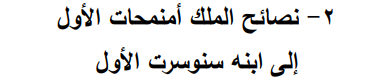 ٢- نصائح الملك أمنمحات الأول
إلى ابنه سنوسرت الأول